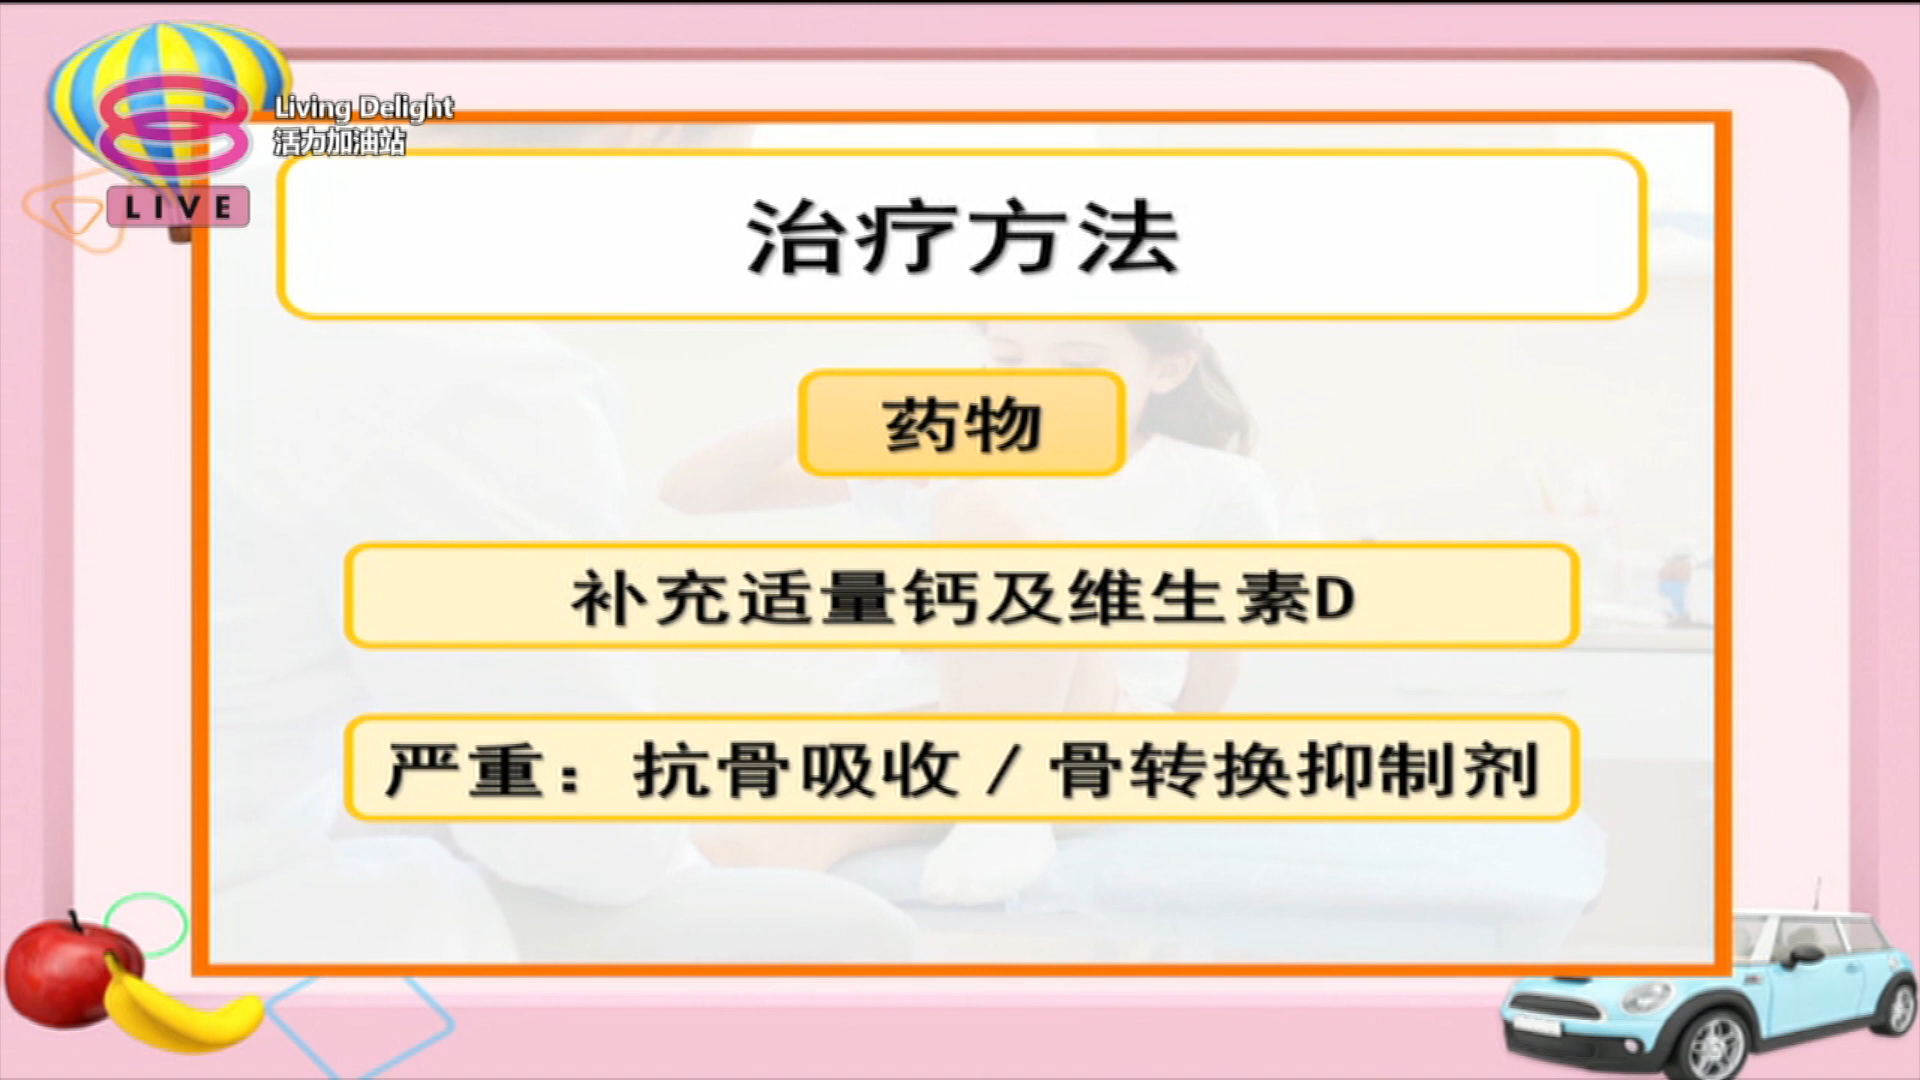 Living Delight
活力加油站
LIVE
治疗方法
药物
补充适量钙及维生素D
严重：抗骨吸收／骨转换抑制剂